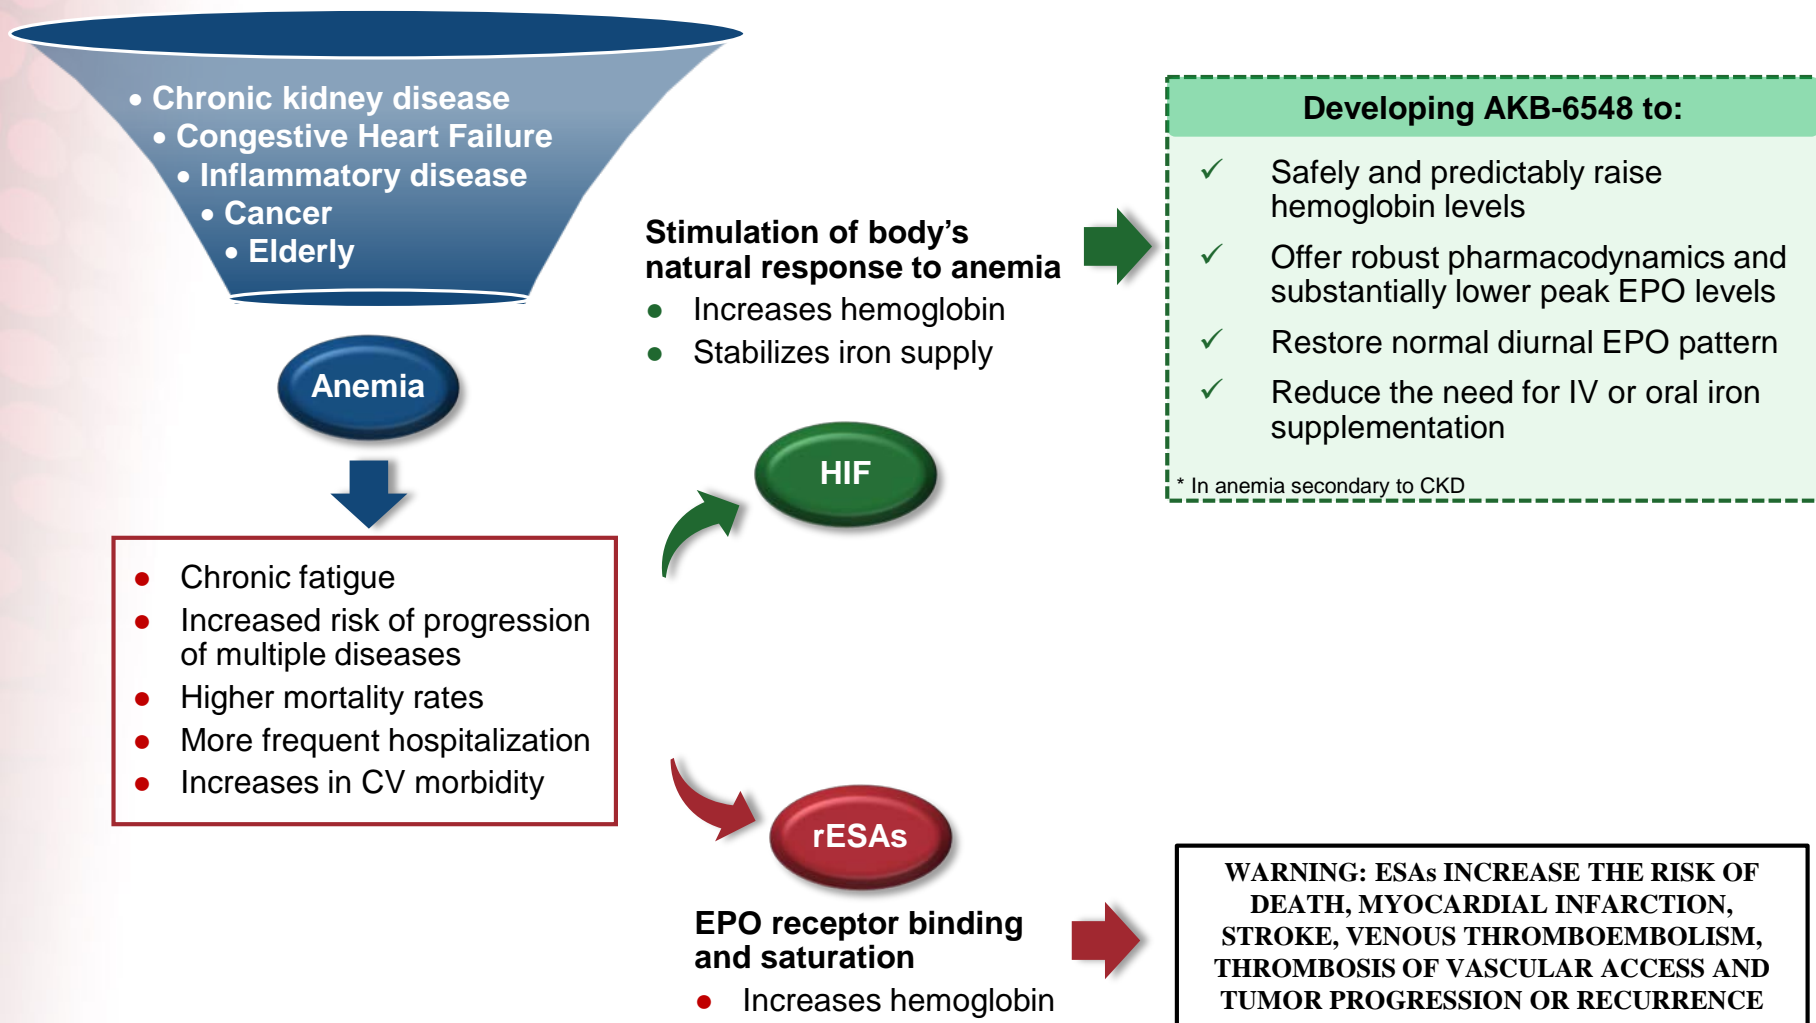 • Chronic kidney disease
• Congestive Heart Failure
• Inflammatory disease
• Cancer
• Elderly
Anemia
● Chronic fatigue
● Increased risk of progression
of multiple diseases
● Higher mortality rates
● More frequent hospitalization
● Increases in CV morbidity
Stimulation of body’s
natural response to anemia
● Increases hemoglobin
● Stabilizes iron supply
HIF
Developing AKB-6548 to:
✓ Safely and predictably raise
hemoglobin levels
✓ Offer robust pharmacodynamics and
substantially lower peak EPO levels
✓ Restore normal diurnal EPO pattern
✓ Reduce the need for IV or oral iron
supplementation
* In anemia secondary to CKD
rESAs
EPO receptor binding
and saturation
● Increases hemoglobin
WARNING: ESAs INCREASE THE RISK OF
DEATH, MYOCARDIAL INFARCTION,
STROKE, VENOUS THROMBOEMBOLISM,
THROMBOSIS OF VASCULAR ACCESS AND
TUMOR PROGRESSION OR RECURRENCE